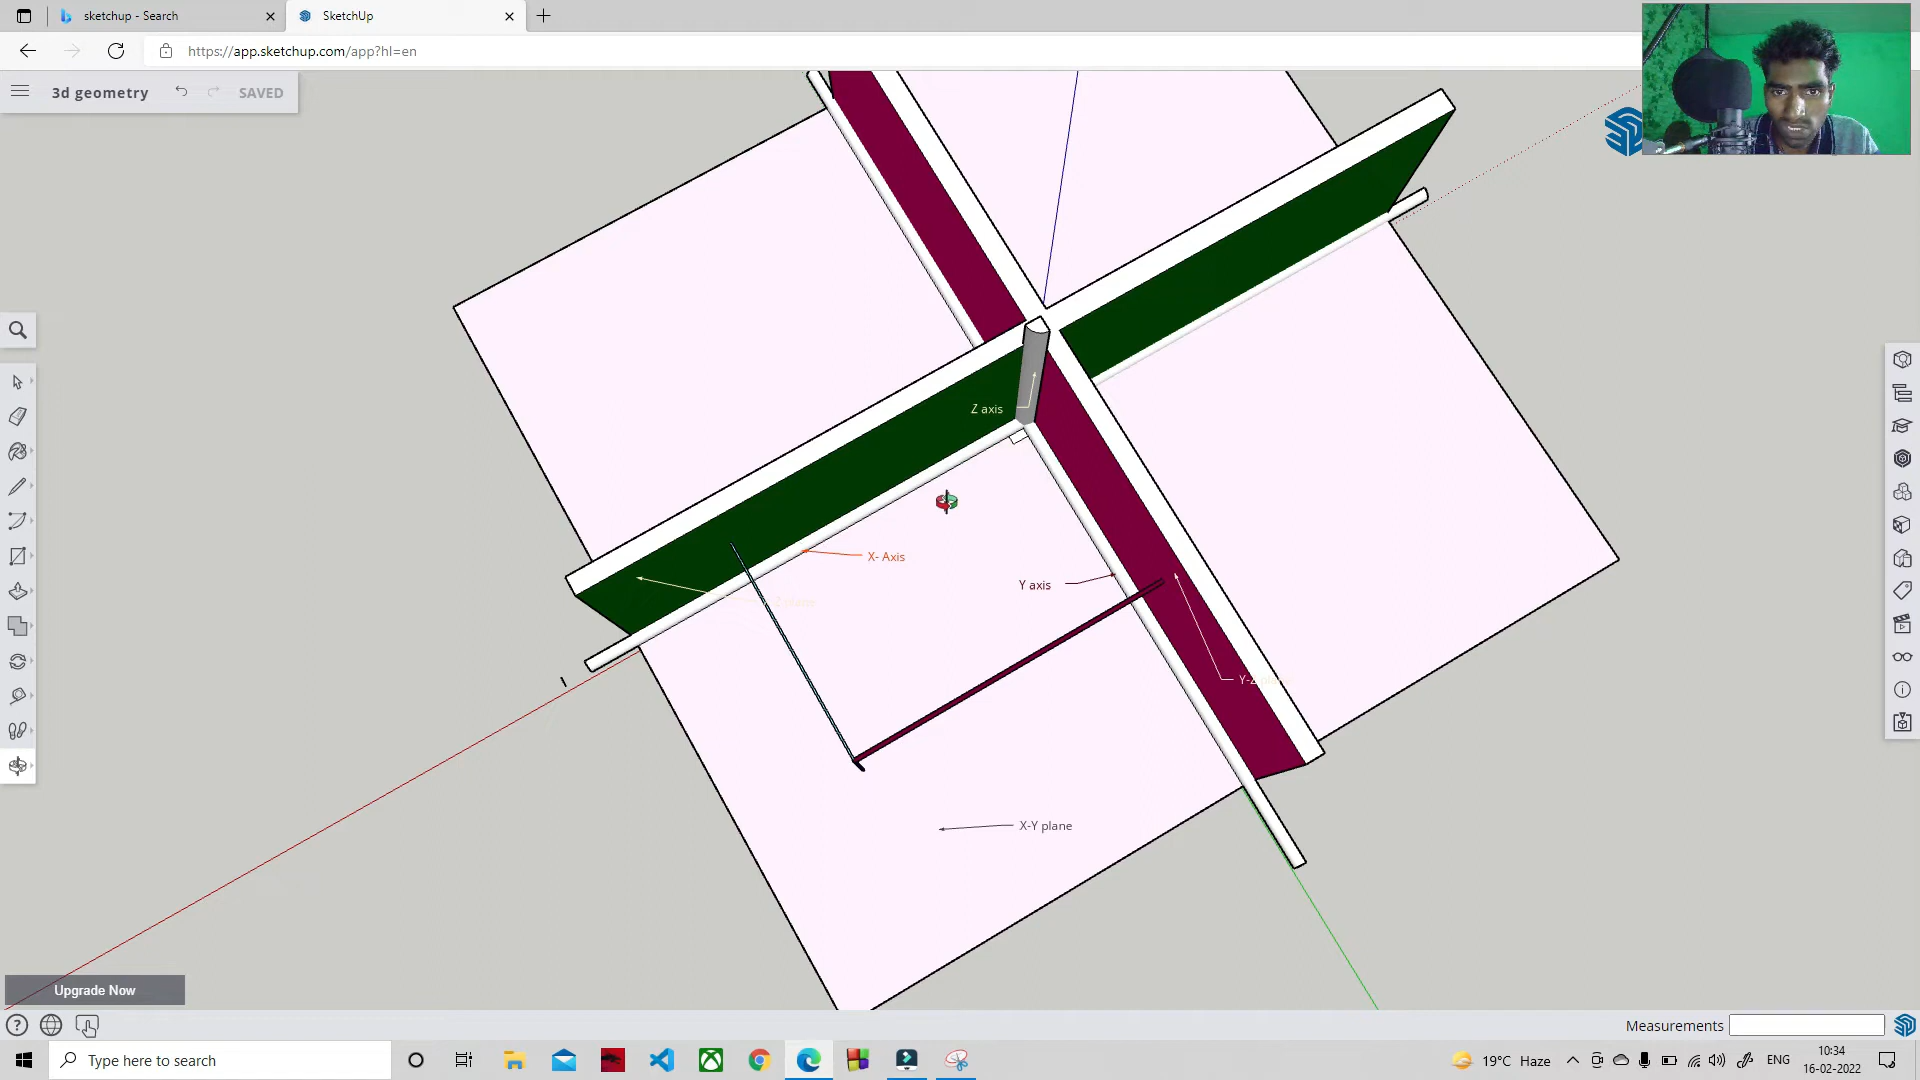 sketchup - Search
SketchUp
https://app.sketchup.com/app?hl=en
3d geometry
SAVED
Z axis
X- Axis
Y axis
X-Y plane
Upgrade Now
Measurements
Type here to search
19°C Haze
ENG
10:34
16-02-2022